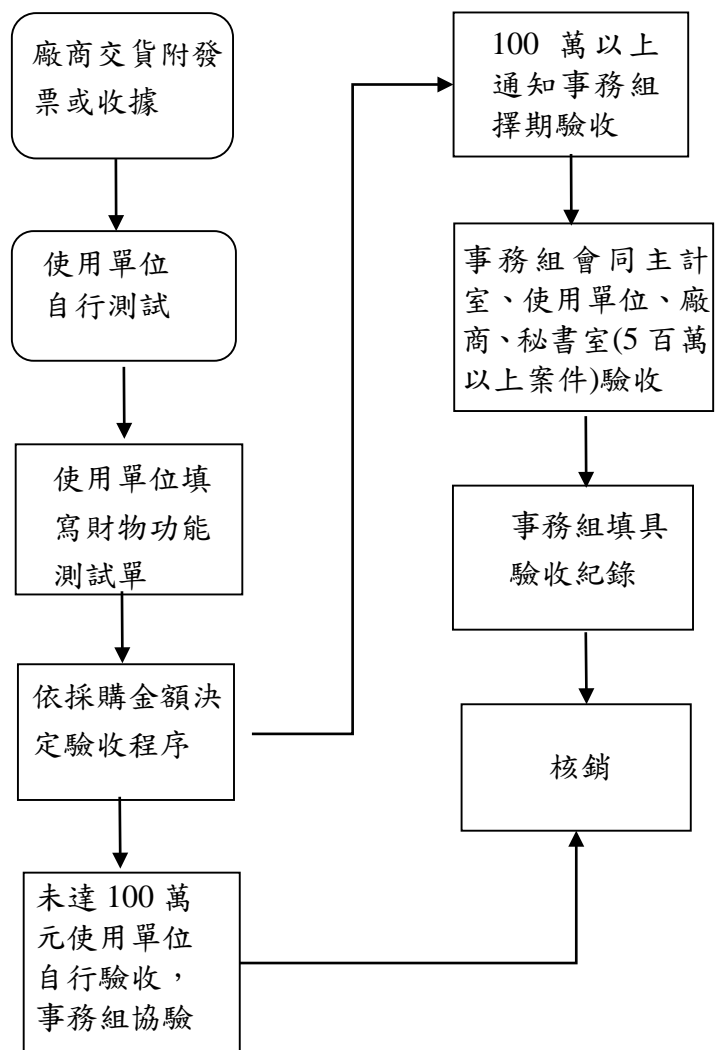 廠商交貨附發
票或收據
使用單位
自行測試
使用單位填
寫財物功能
測試單
依採購金額決
定驗收程序
未達 100 萬
元使用單位
自行驗收，
事務組協驗
100 萬以上
通知事務組
擇期驗收
事務組會同主計
室、使用單位、廠
商、秘書室(5 百萬
以上案件)驗收
事務組填具
驗收紀錄
核銷